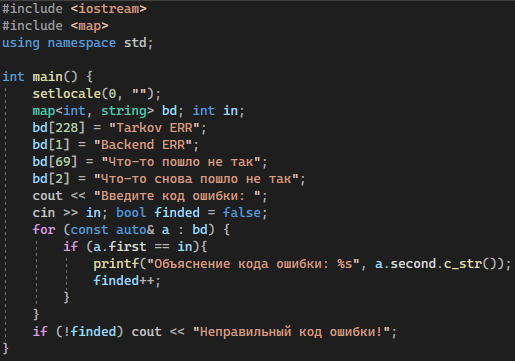 #include <iostream>
#include <map>
using namespace std;

int main() {
    setlocale(0, "");
    map<int, string> bd; int in;
    bd[228] = "Tarkov ERR";
    bd[1] = "Backend ERR";
    bd[69] = "Что-то пошло не так";
    bd[2] = "Что-то снова пошло не так";
    cout << "Введите код ошибки: ";
    cin >> in; bool finded = false;
    for (const auto& a : bd) {
        if (a.first == in){
            printf("Объяснение кода ошибки: %s", a.second.c_str());
            finded++;
        }
    }
    if (!finded) cout << "Неправильный код ошибки!";
}